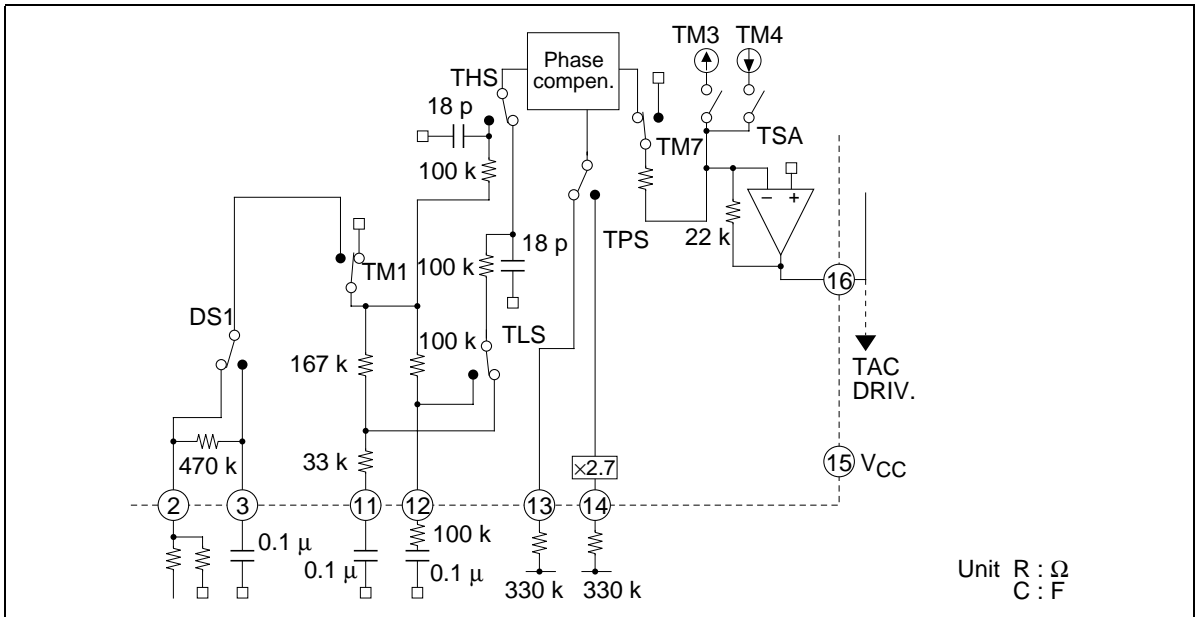 TM3 TM4
Phase
compen.
THS
18 p
TSA
TM7
100 k
TPS
22 k
18 p
100 k
16
TM1
DS1
100 k
TLS
167 k
TAC
DRIV.
− +
470 k
33 k
×2.7
15 VCC
2 3 11 12 13 14
0.1 μ
0.1 μ
100 k
0.1 μ
330 k 330 k
Unit R : Ω
C : F